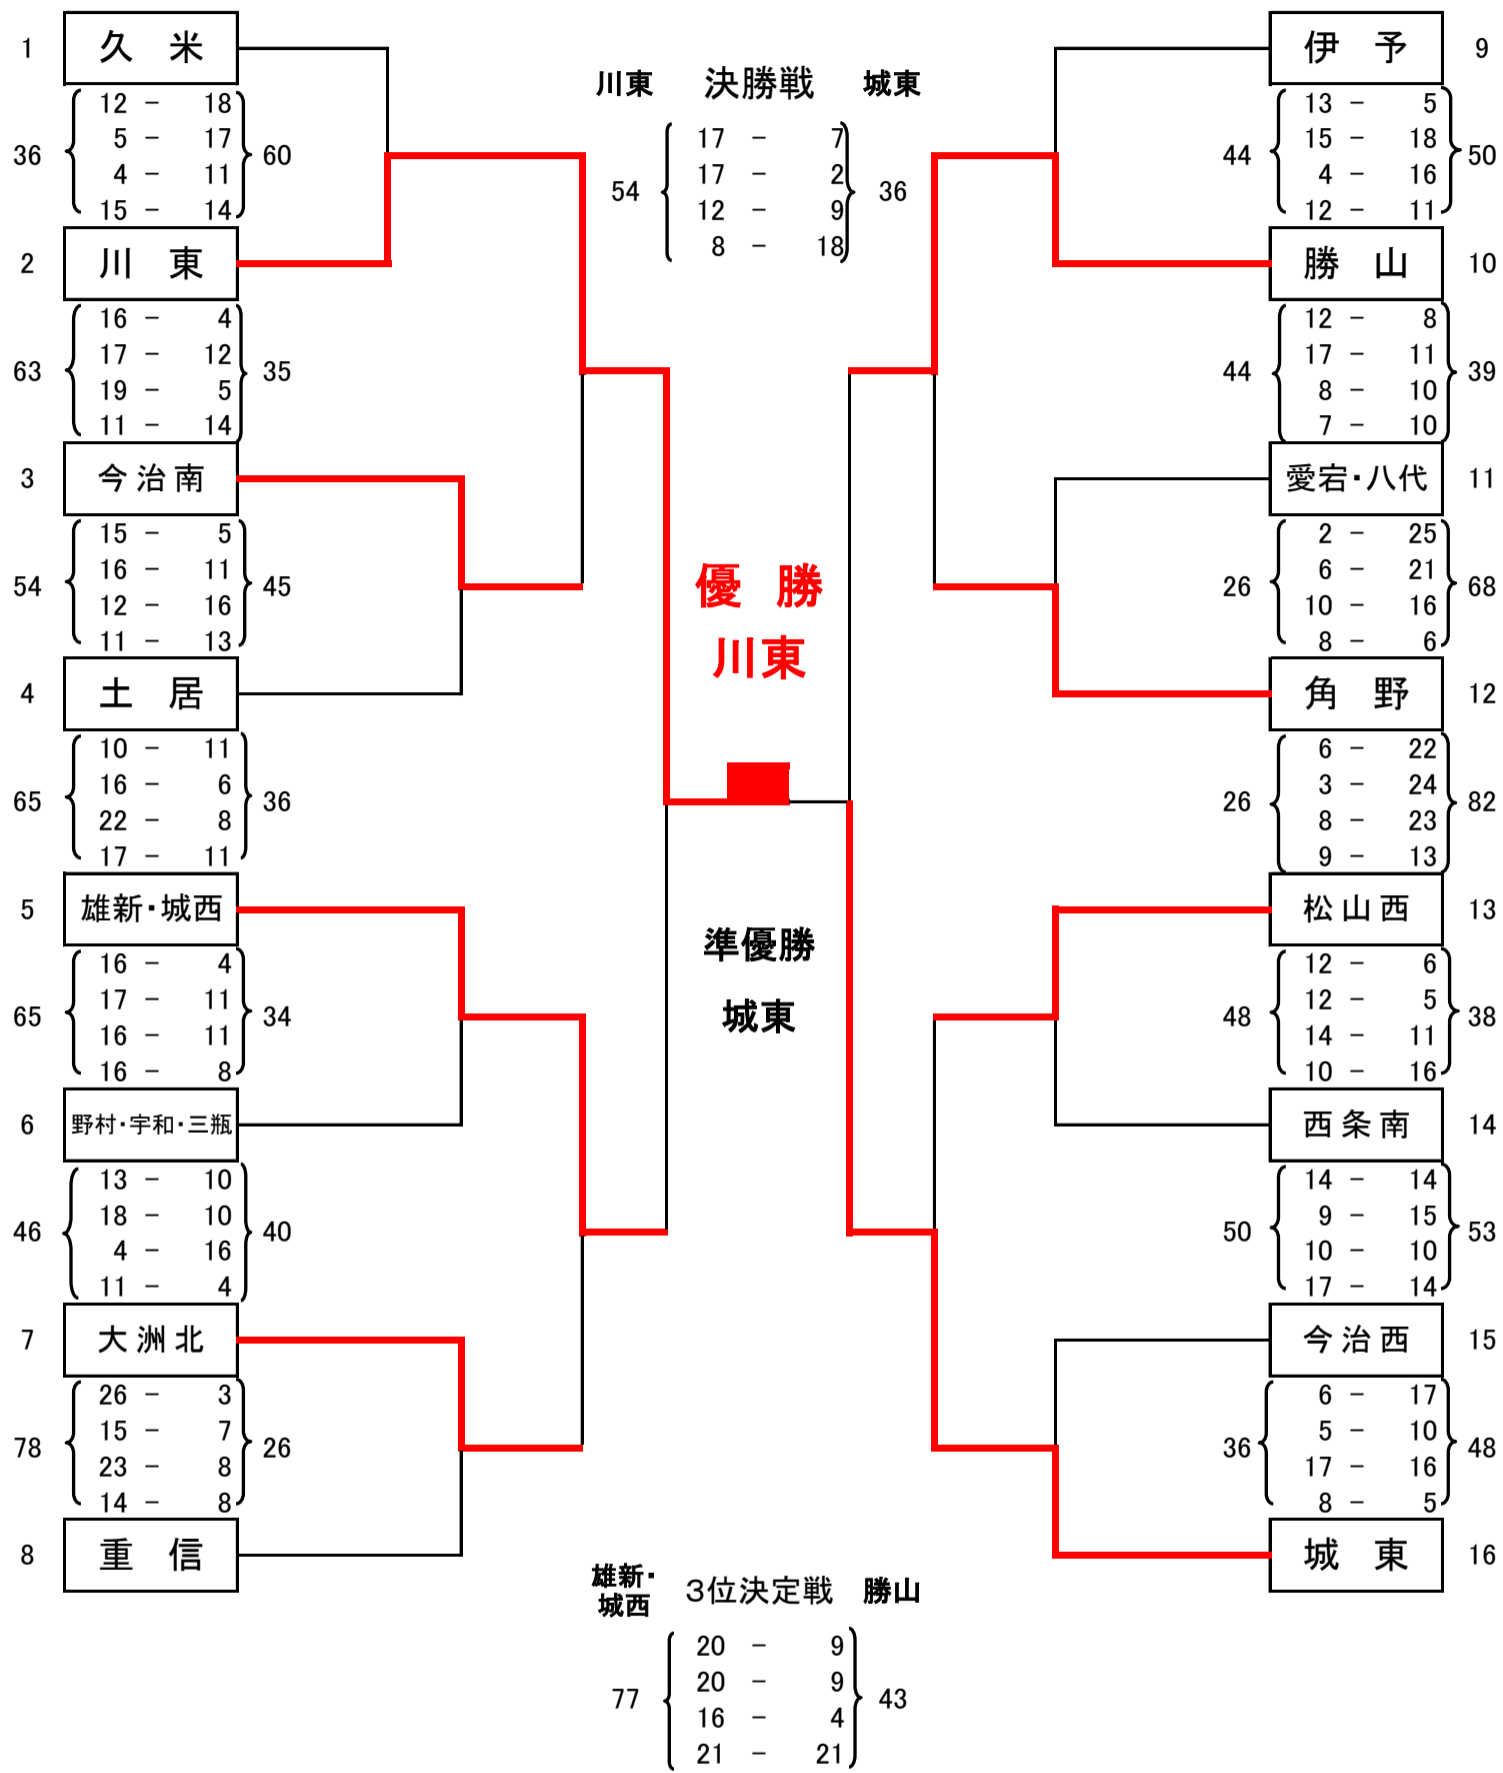 1 久 米
12 - 18
5 - 17
4 - 11
15 - 14
36 60
2 川 東
16 - 4
17 - 12
19 - 5
11 - 14
63 35
3 今治南
15 - 5
16 - 11
12 - 16
11 - 13
54 45
4 土 居
10 - 11
16 - 6
22 - 8
17 - 11
65 36
5 雄新・城西
16 - 4
17 - 11
16 - 11
16 - 8
65 34
6 野村・宇和・三瓶
13 - 10
18 - 10
4 - 16
11 - 4
46 40
7 大洲北
26 - 3
15 - 7
23 - 8
14 - 8
78 26
8 重 信
川東 決勝戦 城東
17 - 7
17 - 2
12 - 9
8 - 18
54 36
優 勝
川東
準優勝
城東
雄新・
城西
3位決定戦 勝山
20 - 9
20 - 9
16 - 4
21 - 21
77 43
伊 予 9
13 - 5
15 - 18
4 - 16
12 - 11
44 50
勝 山 10
12 - 8
17 - 11
8 - 10
7 - 10
44 39
愛宕・八代 11
2 - 25
6 - 21
10 - 16
8 - 6
26 68
角 野 12
6 - 22
3 - 24
8 - 23
9 - 13
26 82
松山西 13
12 - 6
12 - 5
14 - 11
10 - 16
48 38
西条南 14
14 - 14
9 - 15
10 - 10
17 - 14
50 53
今治西 15
6 - 17
5 - 10
17 - 16
8 - 5
36 48
城 東 16